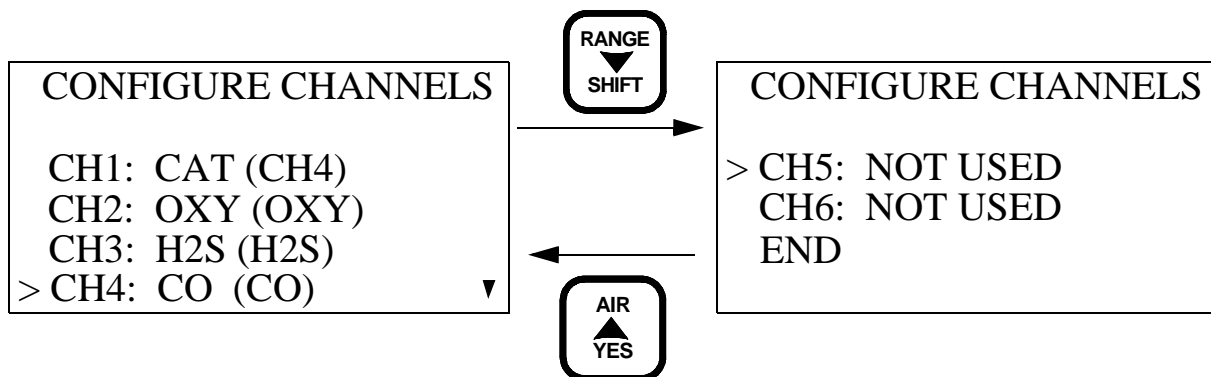 RANGE
SHIFT
CONFIGURE CHANNELS
CH1: CAT (CH4)
CH2: OXY (OXY)
CH3: H2S (H2S)
> CH4: CO (CO)
CONFIGURE CHANNELS
> CH5: NOT USED
CH6: NOT USED
END
AIR
YES